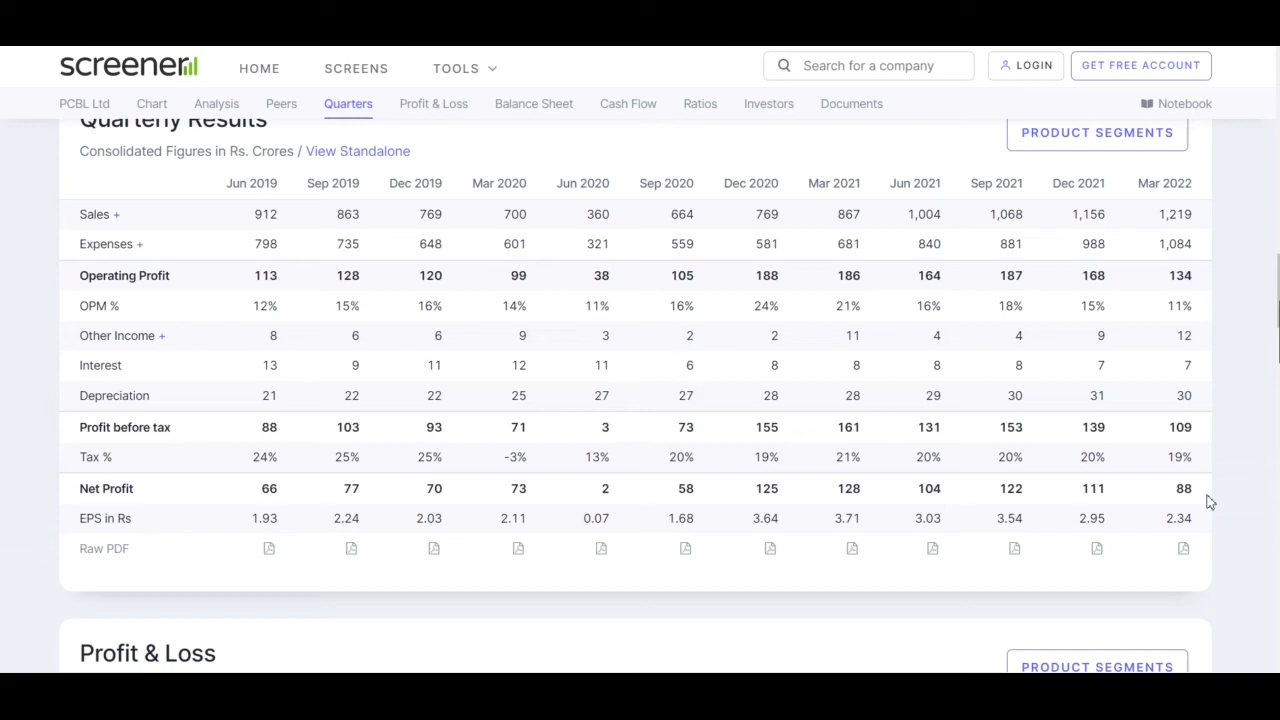 screener HOME SCREENS TOOLS Search for a company LOGIN GET FREE ACCOUNT
PCBL Ltd Chart Analysis Peers Quarters Profit & Loss Balance Sheet Cash Flow Ratios Investors Documents Notebook
Quarterly Results PRODUCT SEGMENTS
Consolidated Figures in Rs. Crores / View Standalone
Jun 2019 Sep 2019 Dec 2019 Mar 2020 Jun 2020 Sep 2020 Dec 2020 Mar 2021 Jun 2021 Sep 2021 Dec 2021 Mar 2022
Sales + 912 863 769 700 360 664 769 867 1,004 1,068 1,156 1,219
Expenses + 798 735 648 601 321 559 581 681 840 881 988 1,084
Operating Profit 113 128 120 99 38 105 188 186 164 187 168 134
OPM % 12% 15% 16% 14% 11% 16% 24% 21% 16% 18% 15% 11%
Other Income + 8 6 6 9 3 2 2 11 4 4 9 12
Interest 13 9 11 12 11 6 8 8 8 8 7 7
Depreciation 21 22 22 25 27 27 28 28 29 30 31 30
Profit before tax 88 103 93 71 3 73 155 161 131 153 139 109
Tax % 24% 25% 25% -3% 13% 20% 19% 21% 20% 20% 20% 19%
Net Profit 66 77 70 73 2 58 125 128 104 122 111 88
EPS in Rs 1.93 2.24 2.03 2.11 0.07 1.68 3.64 3.71 3.03 3.54 2.95 2.34
Raw PDF
Profit & Loss PRODUCT SEGMENTS